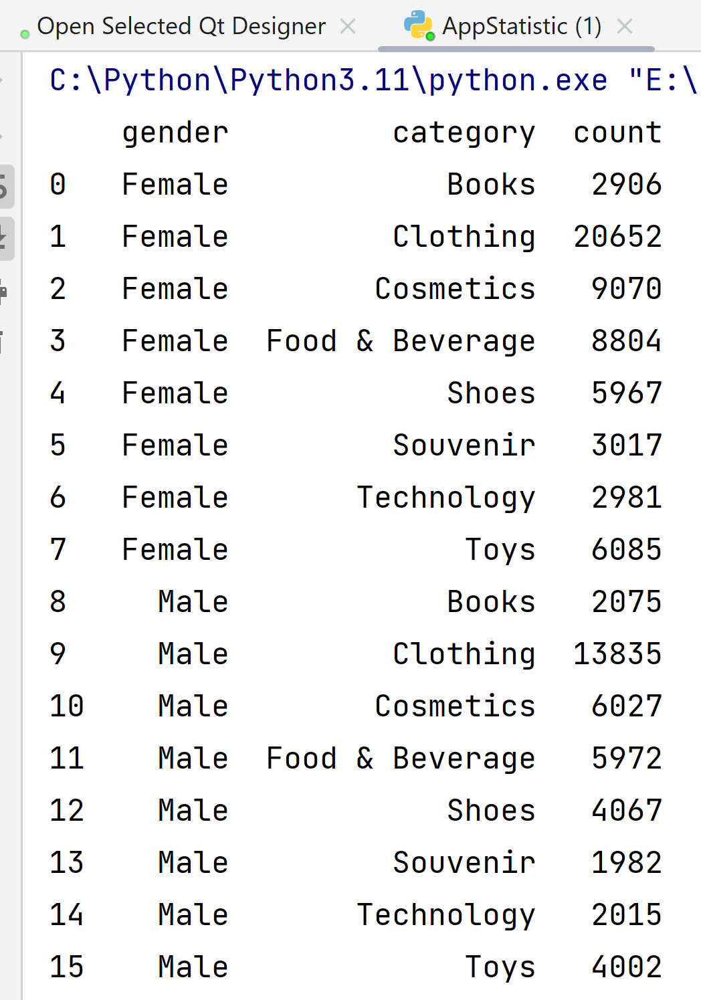 Open Selected Qt Designer AppStatistic (1)
C:\Python\Python3.11\python.exe "E:\
gender category count
0 Female Books 2906
1 Female Clothing 20652
2 Female Cosmetics 9070
3 Female Food & Beverage 8804
4 Female Shoes 5967
5 Female Souvenir 3017
6 Female Technology 2981
7 Female Toys 6085
8 Male Books 2075
9 Male Clothing 13835
10 Male Cosmetics 6027
11 Male Food & Beverage 5972
12 Male Shoes 4067
13 Male Souvenir 1982
14 Male Technology 2015
15 Male Toys 4002